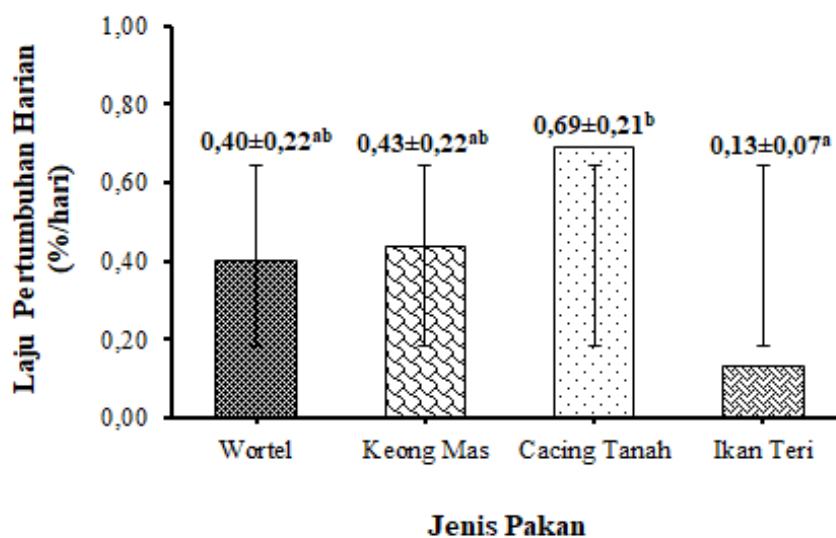 Laju Pertumbuhan Harian
(%/hari)
1,00
0,80
0,60
0,40
0,20
0,00
0,40±0,22ab
0,43±0,22ab
0,69±0,21b
0,13±0,07a
Wortel
Keong Mas
Cacing Tanah
Ikan Teri
Jenis Pakan